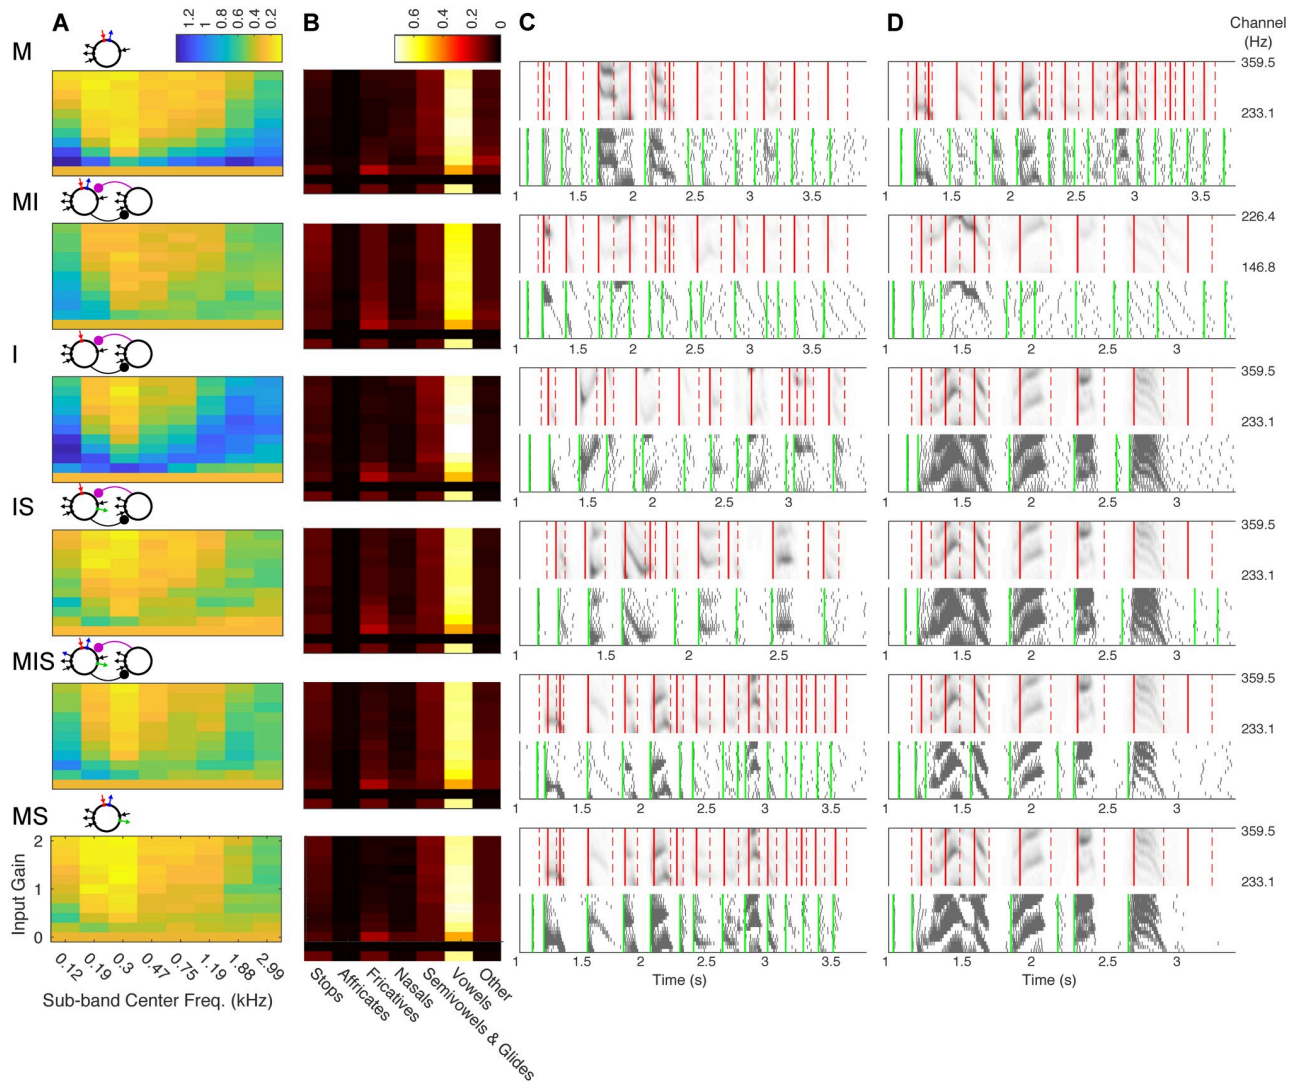 A
1.2
1
0.8
0.6
0.4
0.2
B
0.6
0.4
0.2
0
C
D
Channel
(Hz)
M
359.5
233.1
1 1.5 2 2.5 3 3.5
1 1.5 2 2.5 3 3.5
MI
226.4
146.8
1 1.5 2 2.5 3 3.5
1 1.5 2 2.5 3
I
359.5
233.1
1 1.5 2 2.5 3
1 1.5 2 2.5 3
IS
359.5
233.1
1 1.5 2 2.5
1 1.5 2 2.5 3
MIS
359.5
233.1
1 1.5 2 2.5 3 3.5
1 1.5 2 2.5 3
MS
2
1
0
Input Gain
359.5
233.1
1 1.5 2 2.5 3 3.5
1 1.5 2 2.5 3
0.12 0.19 0.3 0.47 0.75 1.19 1.88 2.99
Sub-band Center Freq. (kHz)
Stops
Affricates
Fricatives
Nasals
Semivowels & Glides
Vowels
Other
Time (s)
Time (s)